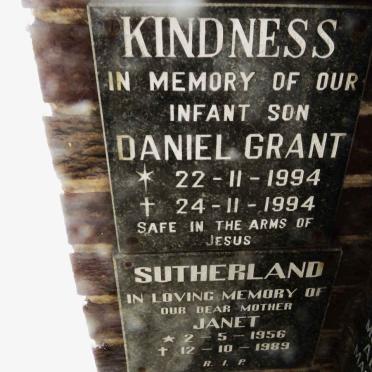 KINDNESS
IN MEMORY OF OUR
INFANT SON
DANIEL GRANT
* 22-11-1994
† 24-11-1994
SAFE IN THE ARMS OF
JESUS
SUTHERLAND
IN LOVING MEMORY OF
OUR DEAR MOTHER
JANET
* 2-5-1956
† 12-10-1989
R.I.P.